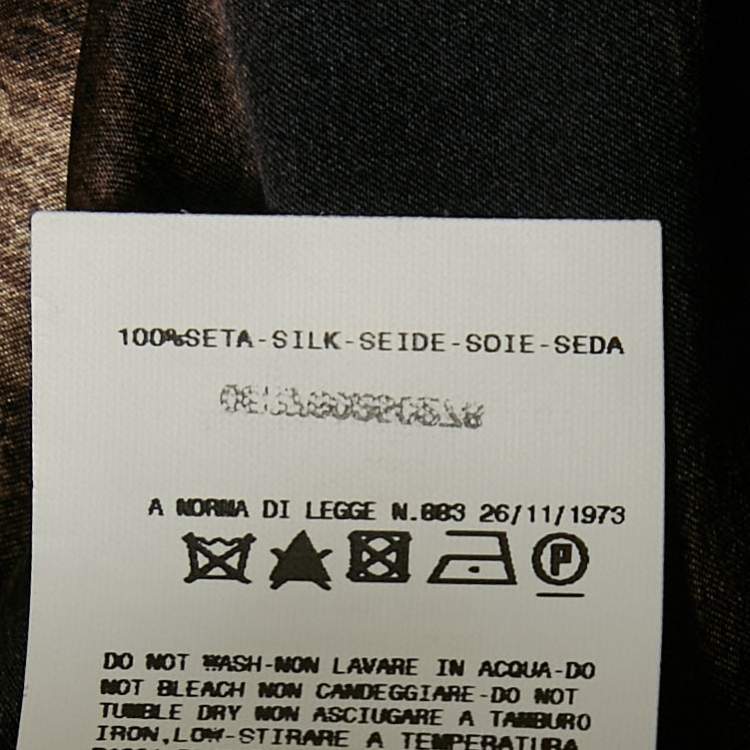 100%SETA-SILK-SEIDE-SOIE-SEDA
A NORMA DI LEGGE N.883 26/11/1973
P
DO NOT WASH-NON LAVARE IN ACQUA-DO
NOT BLEACH NON CANDEGGIARE-DO NOT
TUMBLE DRY NON ASCIUGARE A TAMBURO
IRON,LOW-STIRARE A TEMPERATURA